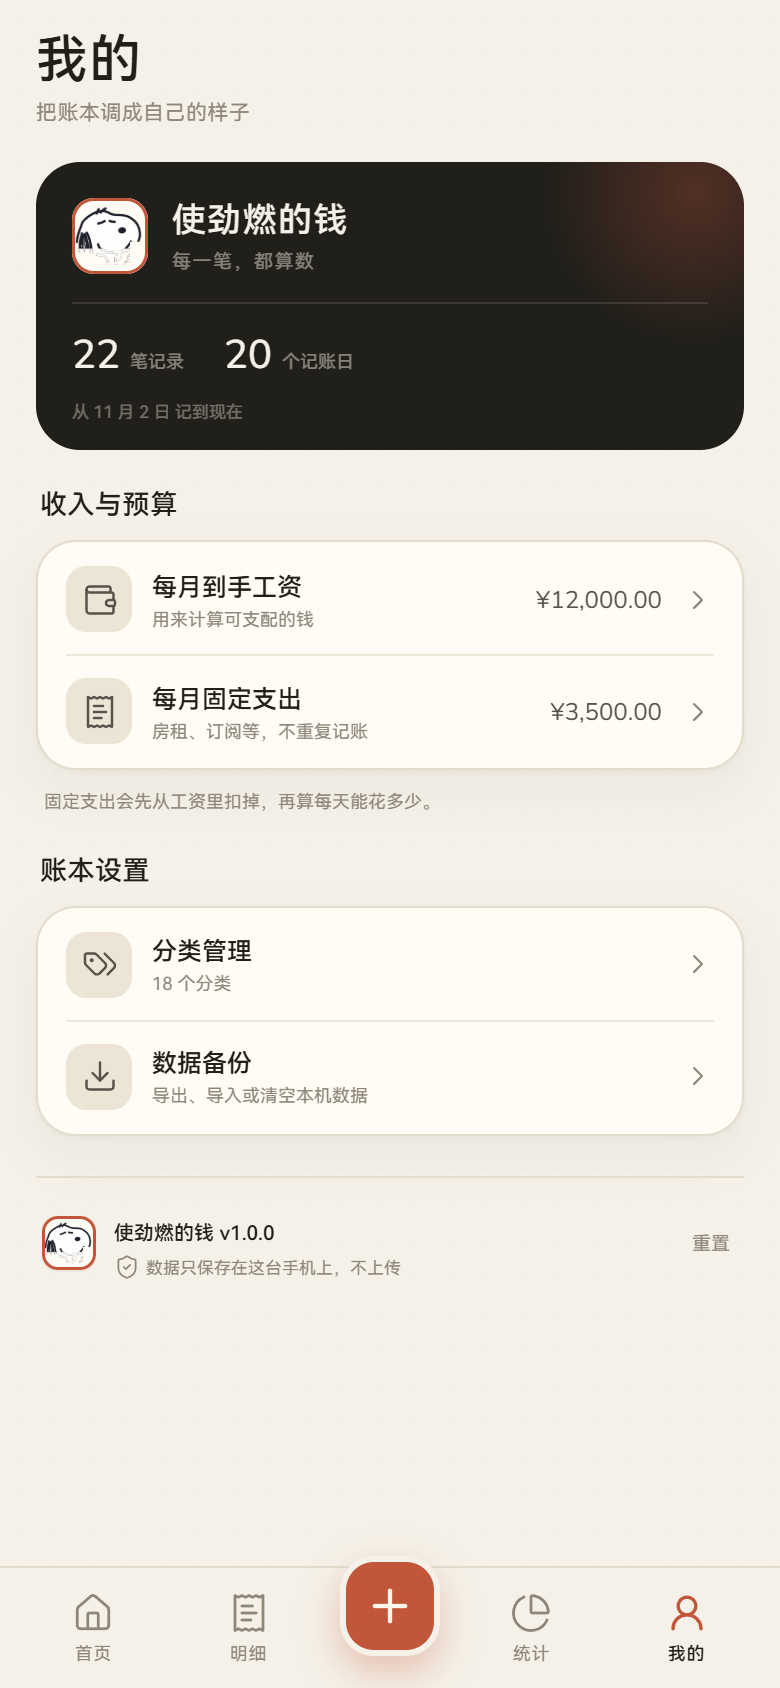 我的
把账本调成自己的样子
使劲燃的钱
每一笔，都算数
22 笔记录 20 个记账日
从 11 月 2 日 记到现在
收入与预算
每月到手工资
用来计算可支配的钱
¥12,000.00
每月固定支出
房租、订阅等，不重复记账
¥3,500.00
固定支出会先从工资里扣掉，再算每天能花多少。
账本设置
分类管理
18 个分类
数据备份
导出、导入或清空本机数据
使劲燃的钱 v1.0.0
数据只保存在这台手机上，不上传
重置
首页
明细
统计
我的